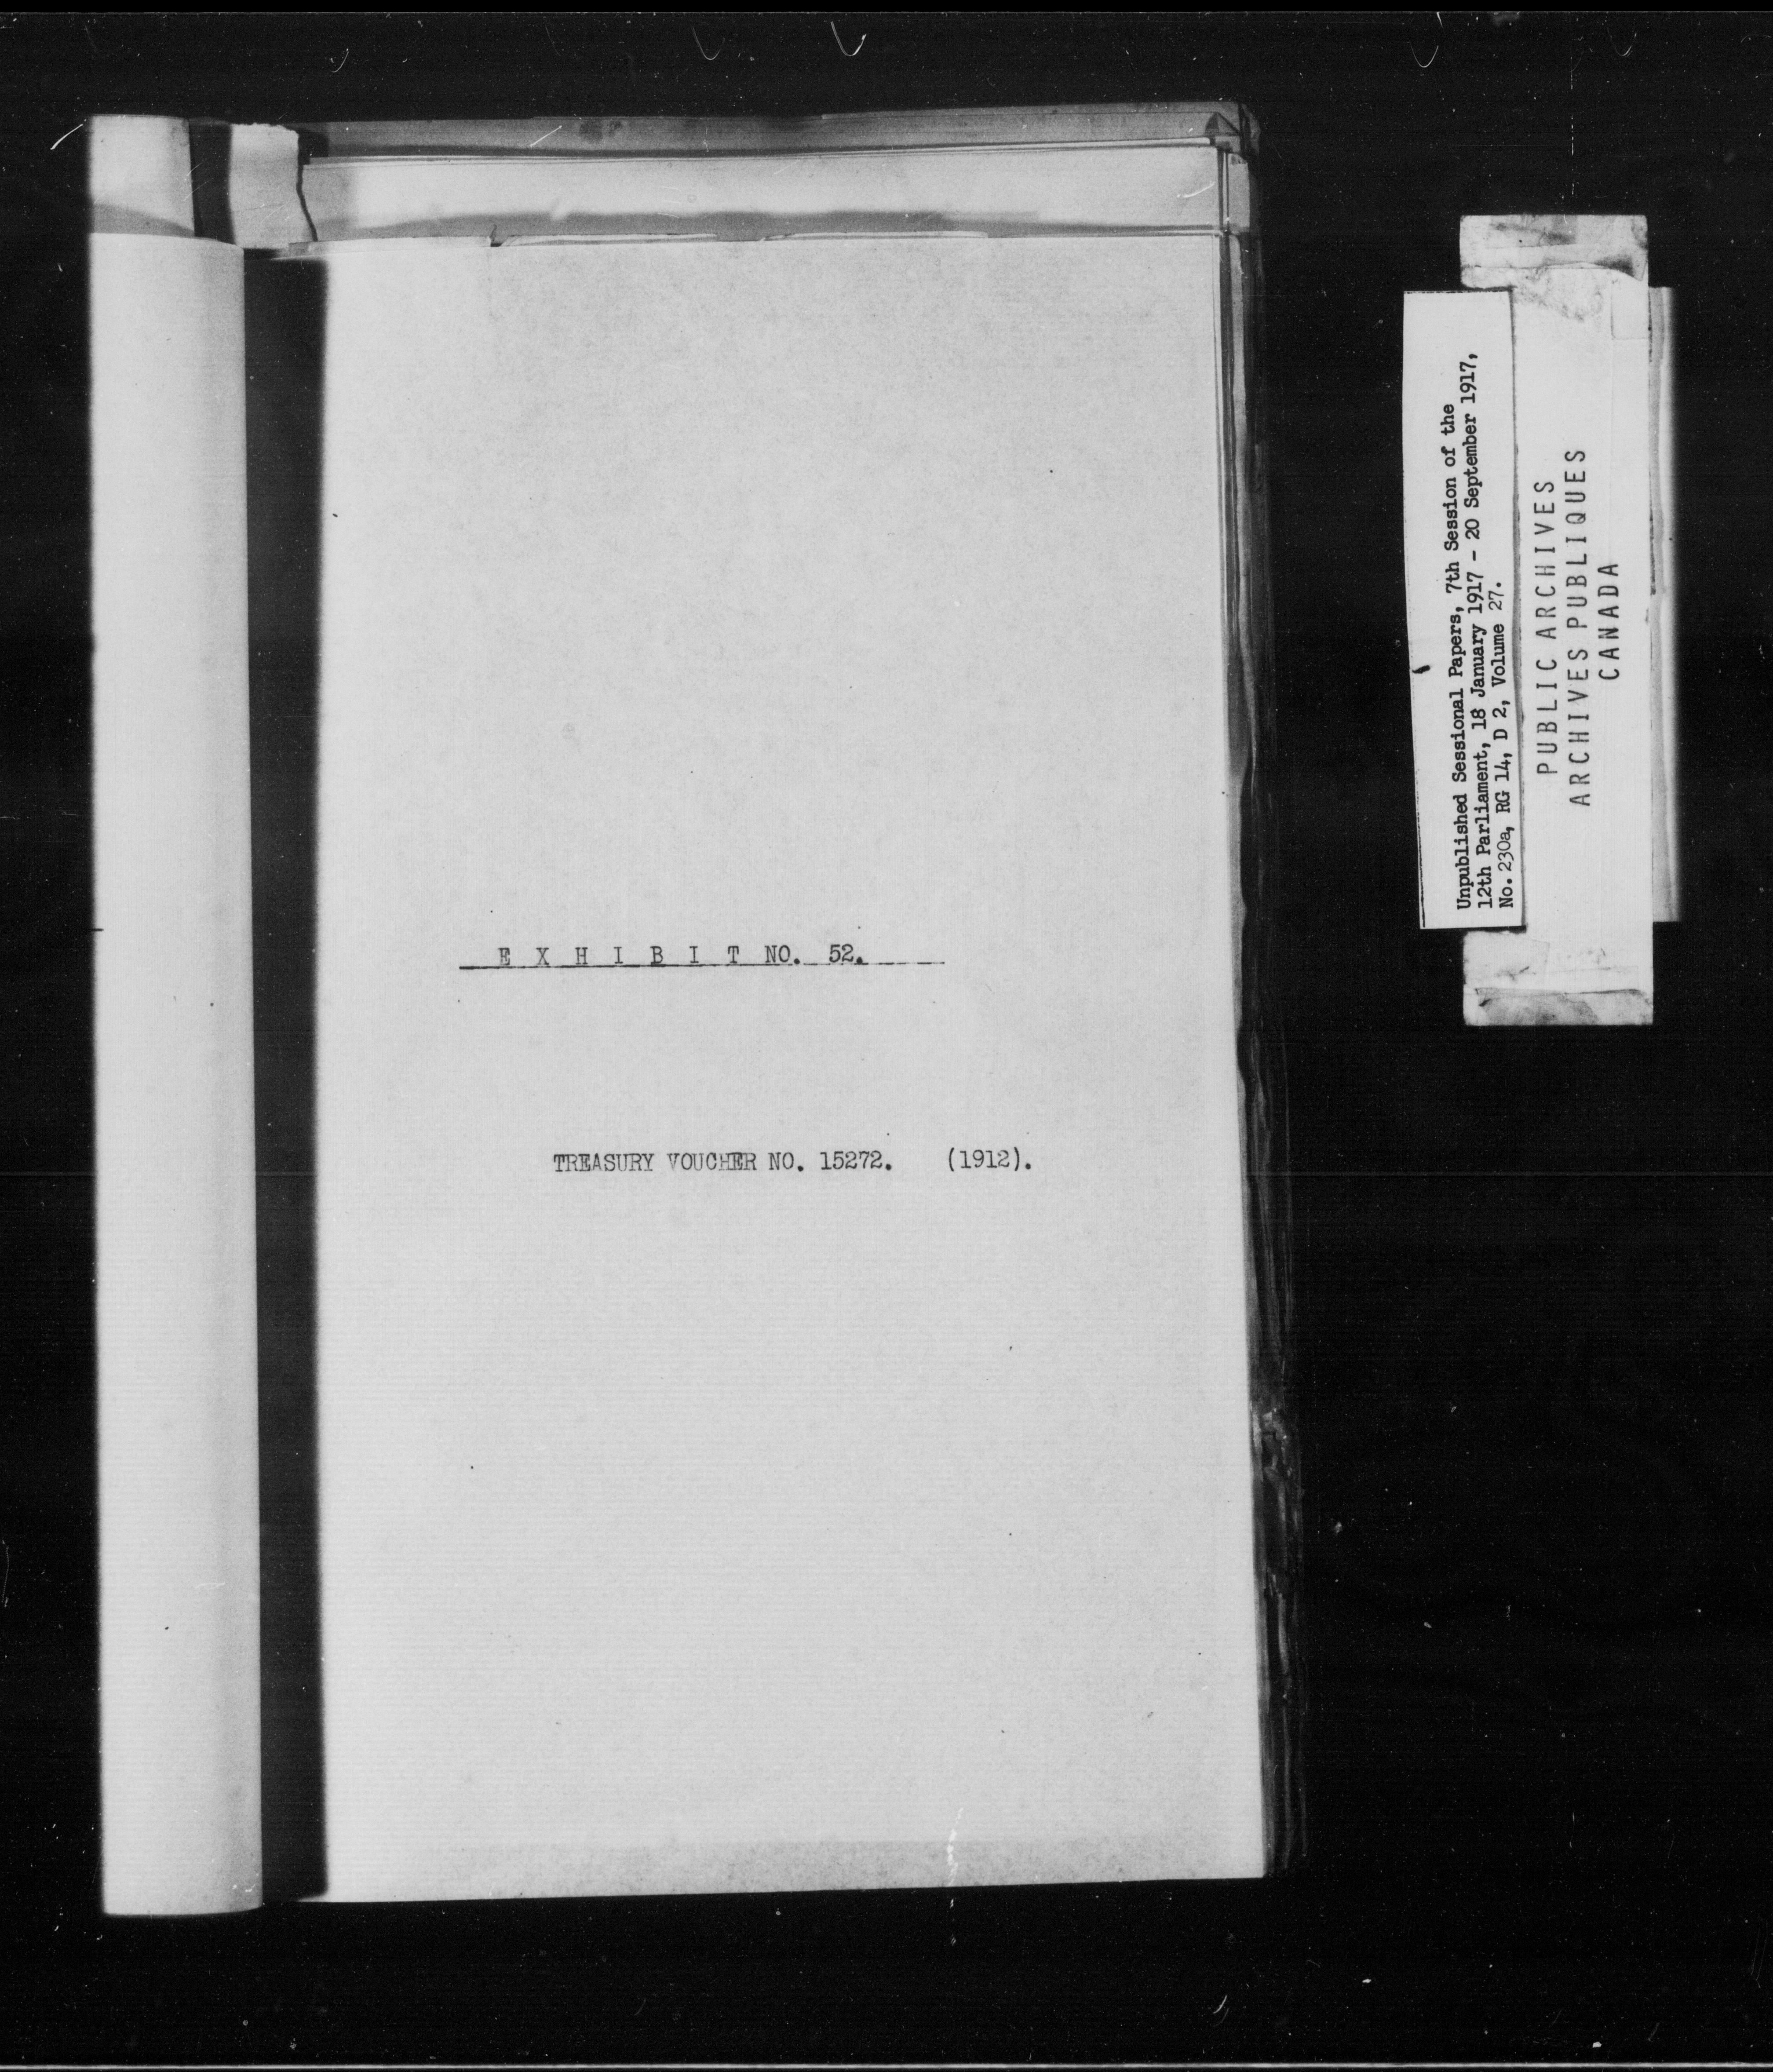 E X H I B I T NO. 52.
TREASURY VOUCHER NO. 15272. (1912).
Unpublished Sessional Papers, 7th Session of the
12th Parliament, 18 January 1917 - 20 September 1917,
No. 230a, RG 14, D 2, Volume 27.
PUBLIC ARCHIVES
ARCHIVES PUBLIQUES
CANADA